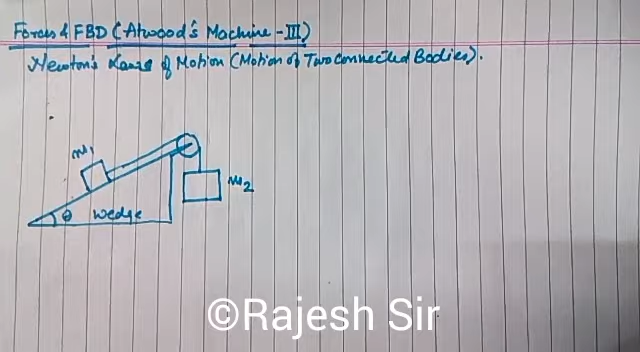 Forces & FBD (Atwood's Machine - III)
Newton's Laws of Motion (Motion of Two connected Bodies).
m1
m2
θ wedge
©Rajesh Sir